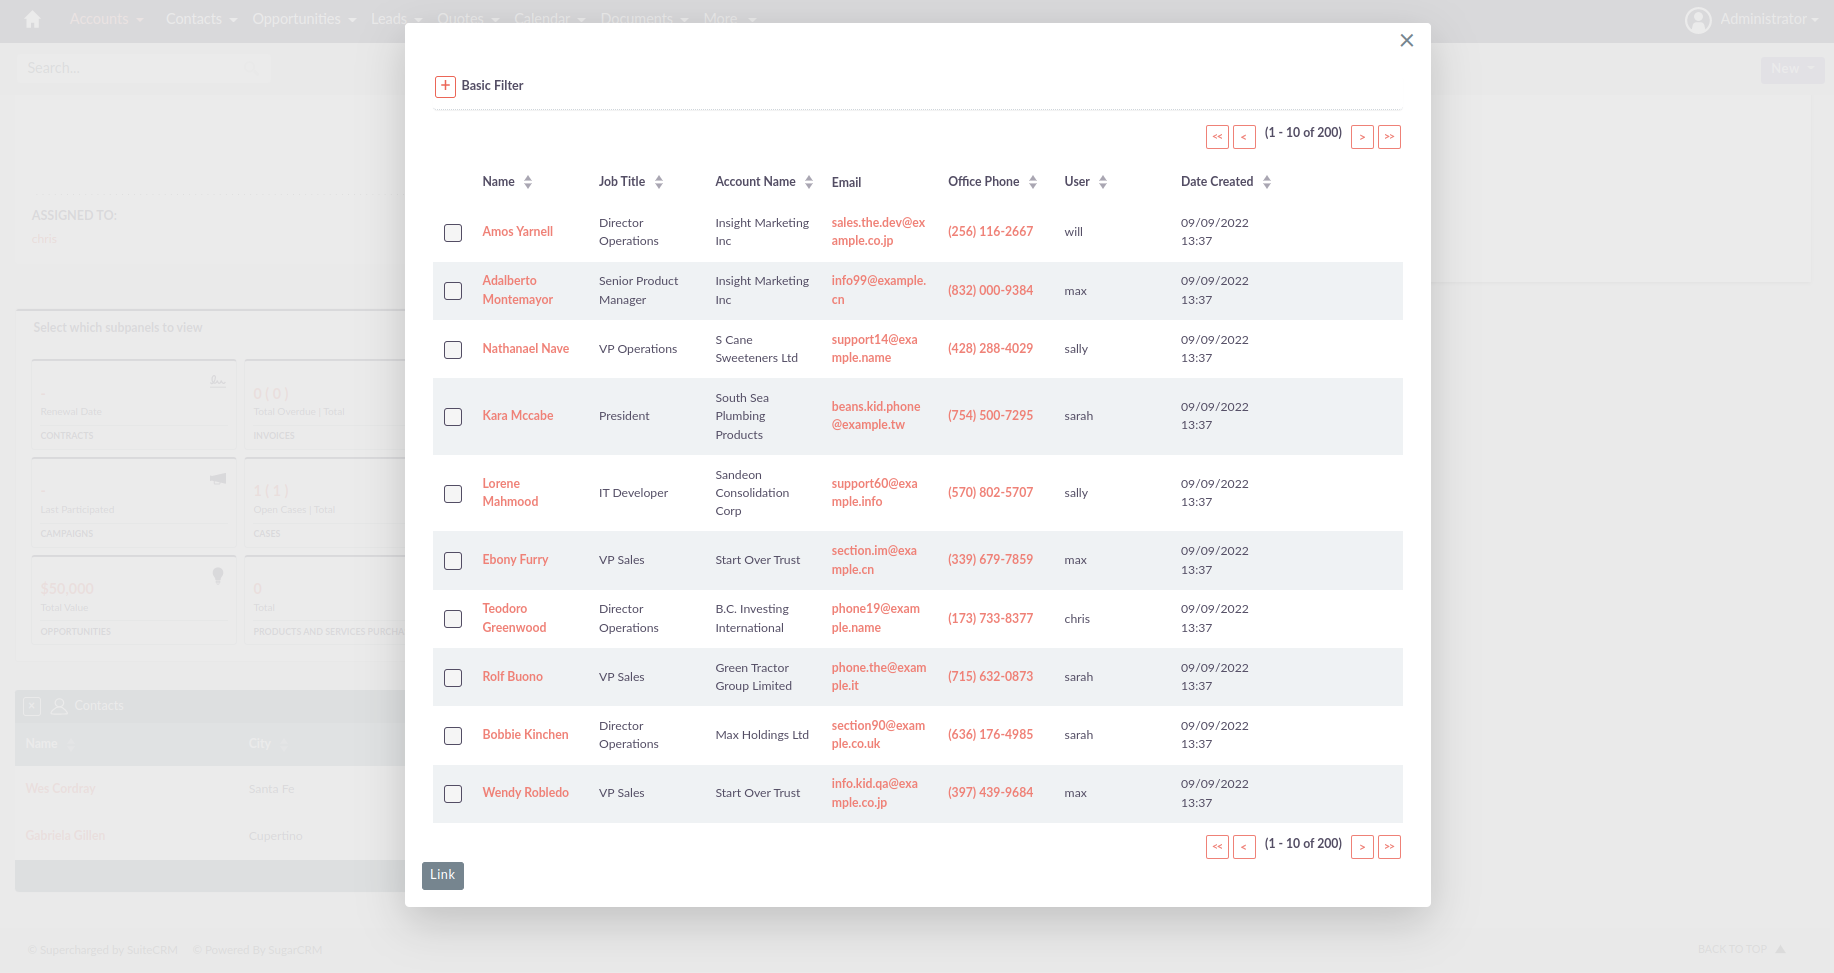 Accounts Contacts Opportunities Leads Quotes Calendar Documents More Administrator
Search...
New
ASSIGNED TO:
chris
Select which subpanels to view
-
Renewal Date
CONTRACTS
0 ( 0 )
Total Overdue | Total
INVOICES
-
Last Participated
CAMPAIGNS
1 ( 1 )
Open Cases | Total
CASES
$50,000
Total Value
OPPORTUNITIES
0
Total
PRODUCTS AND SERVICES PURCHA
Contacts
Name City
Wes Cordray Santa Fe
Gabriela Gillen Cupertino
© Supercharged by SuiteCRM © Powered By SugarCRM
BACK TO TOP
×
+ Basic Filter
<< < (1 - 10 of 200) > >>
Name Job Title Account Name Email Office Phone User Date Created
Amos Yarnell Director Operations Insight Marketing Inc sales.the.dev@example.co.jp (256) 116-2667 will 09/09/2022 13:37
Adalberto Montemayor Senior Product Manager Insight Marketing Inc info99@example.cn (832) 000-9384 max 09/09/2022 13:37
Nathanael Nave VP Operations S Cane Sweeteners Ltd support14@example.name (428) 288-4029 sally 09/09/2022 13:37
Kara Mccabe President South Sea Plumbing Products beans.kid.phone@example.tw (754) 500-7295 sarah 09/09/2022 13:37
Lorene Mahmood IT Developer Sandeon Consolidation Corp support60@example.info (570) 802-5707 sally 09/09/2022 13:37
Ebony Furry VP Sales Start Over Trust section.im@example.cn (339) 679-7859 max 09/09/2022 13:37
Teodoro Greenwood Director Operations B.C. Investing International phone19@example.name (173) 733-8377 chris 09/09/2022 13:37
Rolf Buono VP Sales Green Tractor Group Limited phone.the@example.it (715) 632-0873 sarah 09/09/2022 13:37
Bobbie Kinchen Director Operations Max Holdings Ltd section90@example.co.uk (636) 176-4985 sarah 09/09/2022 13:37
Wendy Robledo VP Sales Start Over Trust info.kid.qa@example.co.jp (397) 439-9684 max 09/09/2022 13:37
<< < (1 - 10 of 200) > >>
Link